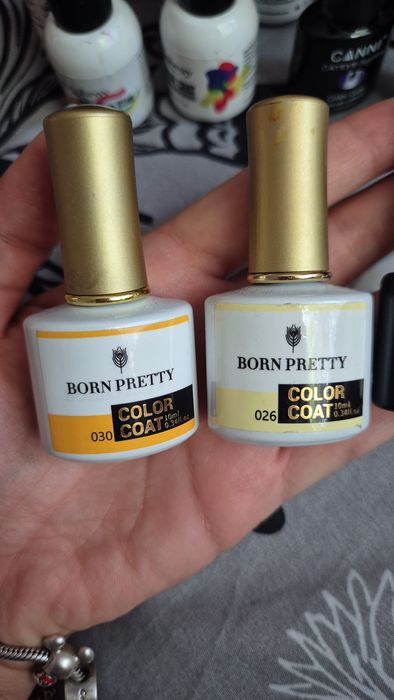 CANNI
BORN PRETTY
COLOR
COAT 10ml
0.34fl.oz
030
BORN PRETTY
COLOR
COAT 10ml
0.34fl.oz
026